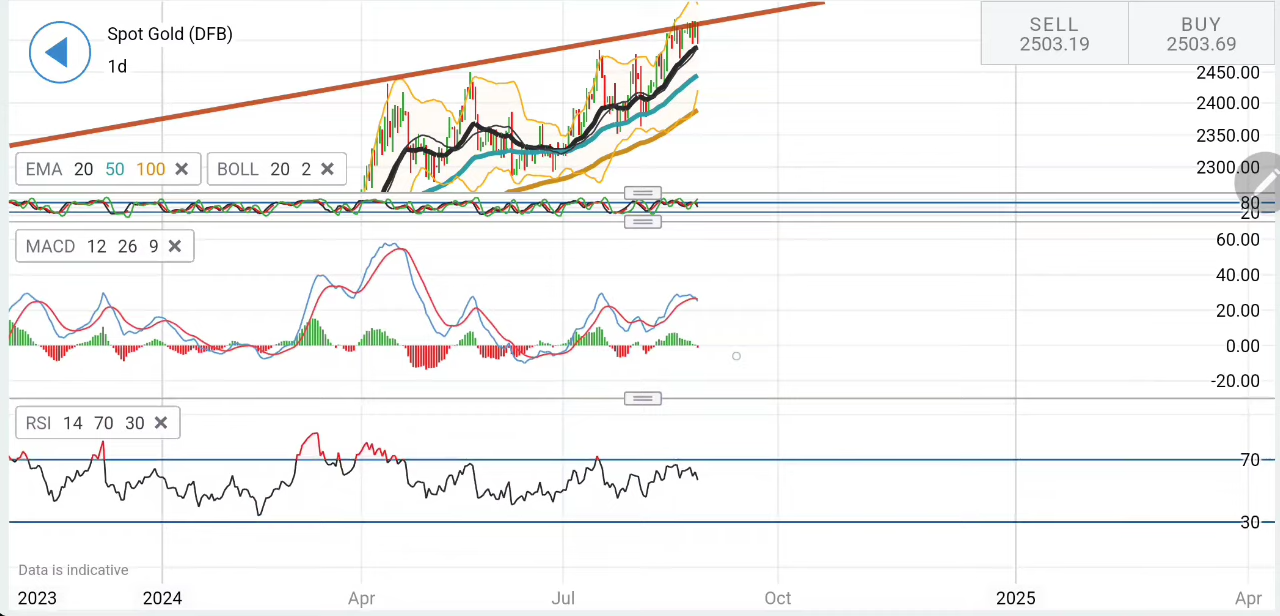 Spot Gold (DFB)
1d
SELL
2503.19
BUY
2503.69
2450.00
2400.00
2350.00
2300.00
EMA 20 50 100
BOLL 20 2
80
20
MACD 12 26 9
60.00
40.00
20.00
0.00
-20.00
RSI 14 70 30
70
30
Data is indicative
2023 2024 Apr Jul Oct 2025 Apr